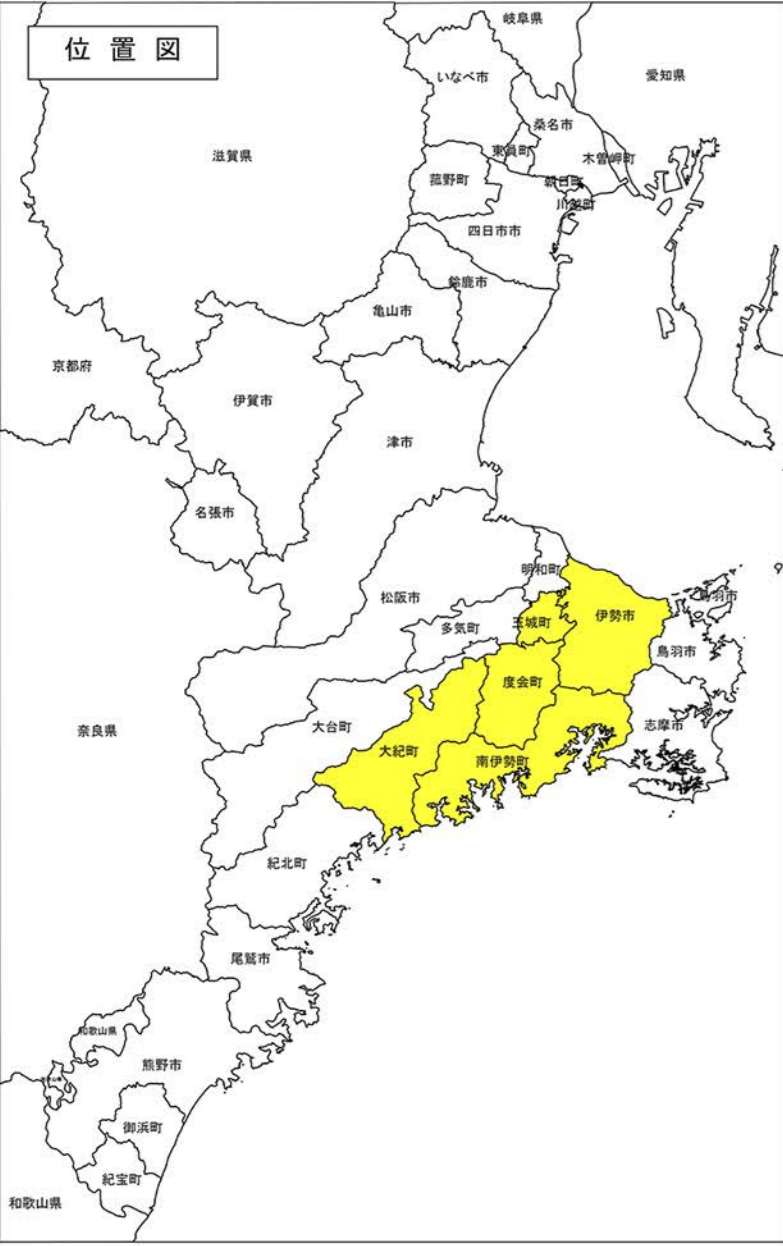 位置図
岐阜県
いなべ市
愛知県
桑名市
東員町
木曽岬町
滋賀県
菰野町
朝日町
川越町
四日市市
鈴鹿市
亀山市
京都府
伊賀市
津市
名張市
明和町
松阪市
鳥羽市
玉城町
伊勢市
多気町
鳥羽市
度会町
大台町
志摩市
奈良県
大紀町
南伊勢町
紀北町
尾鷲市
和歌山県
熊野市
御浜町
紀宝町
和歌山県